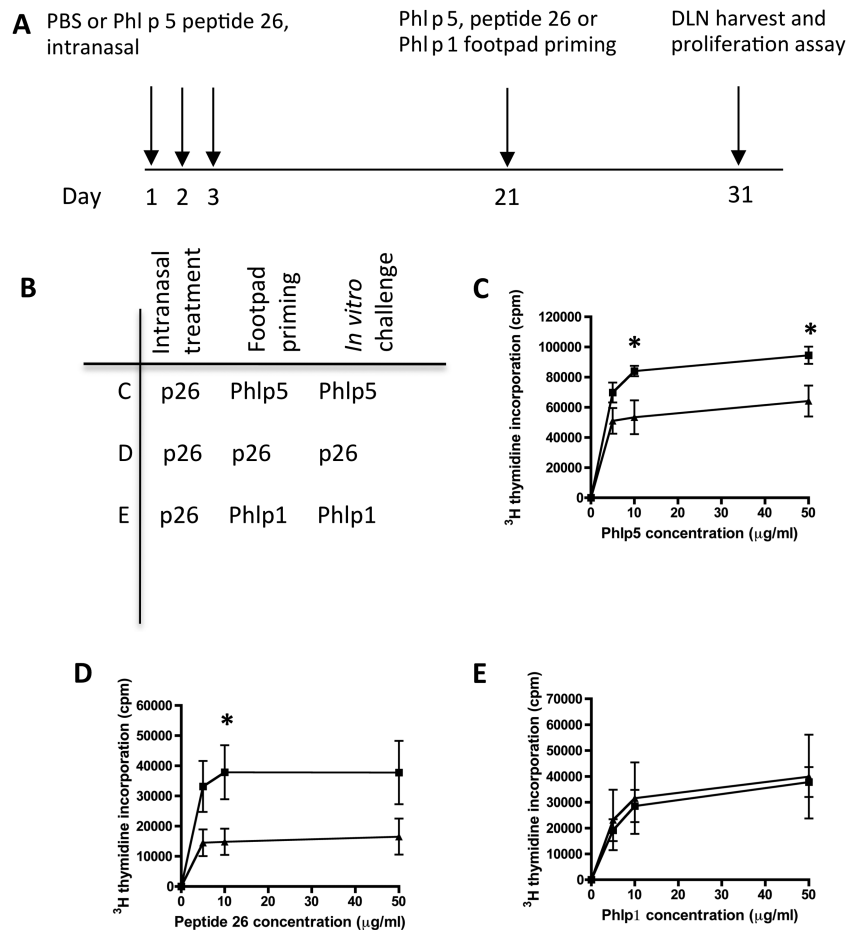 A
PBS or Phl p 5 peptide 26,
intranasal
Phl p 5, peptide 26 or
Phl p 1 footpad priming
DLN harvest and
proliferation assay
Day 1 2 3 21 31
B
Intranasal
treatment
Footpad
priming
In vitro
challenge
C p26 Phlp5 Phlp5
D p26 p26 p26
E p26 Phlp1 Phlp1
C
³H thymidine incorporation (cpm)
120000
100000
80000
60000
40000
20000
0
* *
0 10 20 30 40 50
Phlp5 concentration (μg/ml)
D
³H thymidine incorporation (cpm)
60000
50000
40000
30000
20000
10000
0
*
0 10 20 30 40 50
Peptide 26 concentration (μg/ml)
E
³H thymidine incorporation (cpm)
70000
60000
50000
40000
30000
20000
10000
0
0 10 20 30 40 50
Phlp1 concentration (μg/ml)